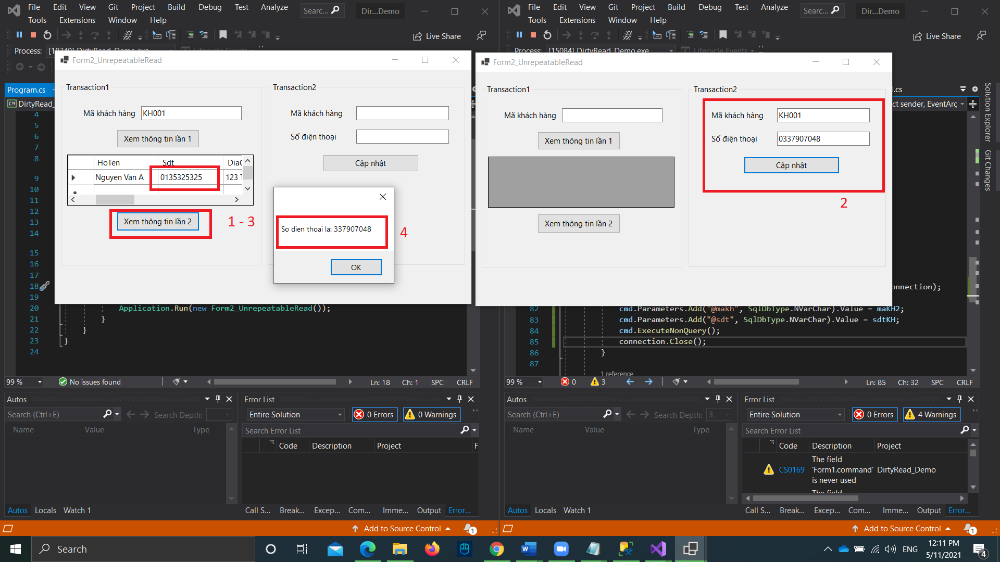 File Edit View Git Project Build Debug Test Analyze Searc... Dir...Demo
Tools Extensions Window Help
Live Share
Process: [18740] DirtyRead_Demo.exe Lifecycle Events
Program.cs
DirtyRead_
4
5
6
7
8
9
10
11
12
13
14
15
16
17
18
19
20 Application.Run(new Form2_UnrepeatableRead());
21 }
22 }
23 }
24
Form2_UnrepeatableRead
Transaction1
Mã khách hàng KH001
Xem thông tin lần 1
HoTen Sdt DiaC
Nguyen Van A 0135325325 123 T
Xem thông tin lần 2
1 - 3
Transaction2
Mã khách hàng
Số điện thoại
Cập nhật
So dien thoai la: 337907048
4
OK
99 % No issues found Ln: 18 Ch: 1 SPC CRLF
Autos
Search (Ctrl+E) Search Depth:
Name Value Type
Autos Locals Watch 1
Error List
Entire Solution 0 Errors 0 Warnings
Search Error List
Code Description Project F
Call S... Break... Excep... Com... Imme... Output Error...
Add to Source Control 1
File Edit View Git Project Build Debug Test Analyze Searc... Dir...Demo
Tools Extensions Window Help
Live Share
Process: [15084] DirtyRead_Demo.exe Lifecycle Events
.cs
ct sender, EventArg
Solution Explorer
Git Changes
Form2_UnrepeatableRead
Transaction1
Mã khách hàng
Xem thông tin lần 1
Xem thông tin lần 2
Transaction2
Mã khách hàng KH001
Số điện thoại 0337907048
Cập nhật
2
onnection);
82 cmd.Parameters.Add("@makh", SqlDbType.NVarChar).Value = maKH2;
83 cmd.Parameters.Add("@sdt", SqlDbType.NVarChar).Value = sdtKH;
84 cmd.ExecuteNonQuery();
85 connection.Close();
86 }
87
1 reference
99 % 0 3 Ln: 85 Ch: 32 SPC CRLF
Autos
Search (Ctrl+E) Search Depth: 3
Name Value Type
Autos Locals Watch 1
Error List
Entire Solution 0 Errors 4 Warnings
Search Error List
Code Description Project
CS0169 The field
'Form1.command' DirtyRead_Demo
is never used
The field
Call S... Break... Excep... Com... Imme... Output Error...
Add to Source Control 1
Search
ENG 12:11 PM
5/11/2021 4